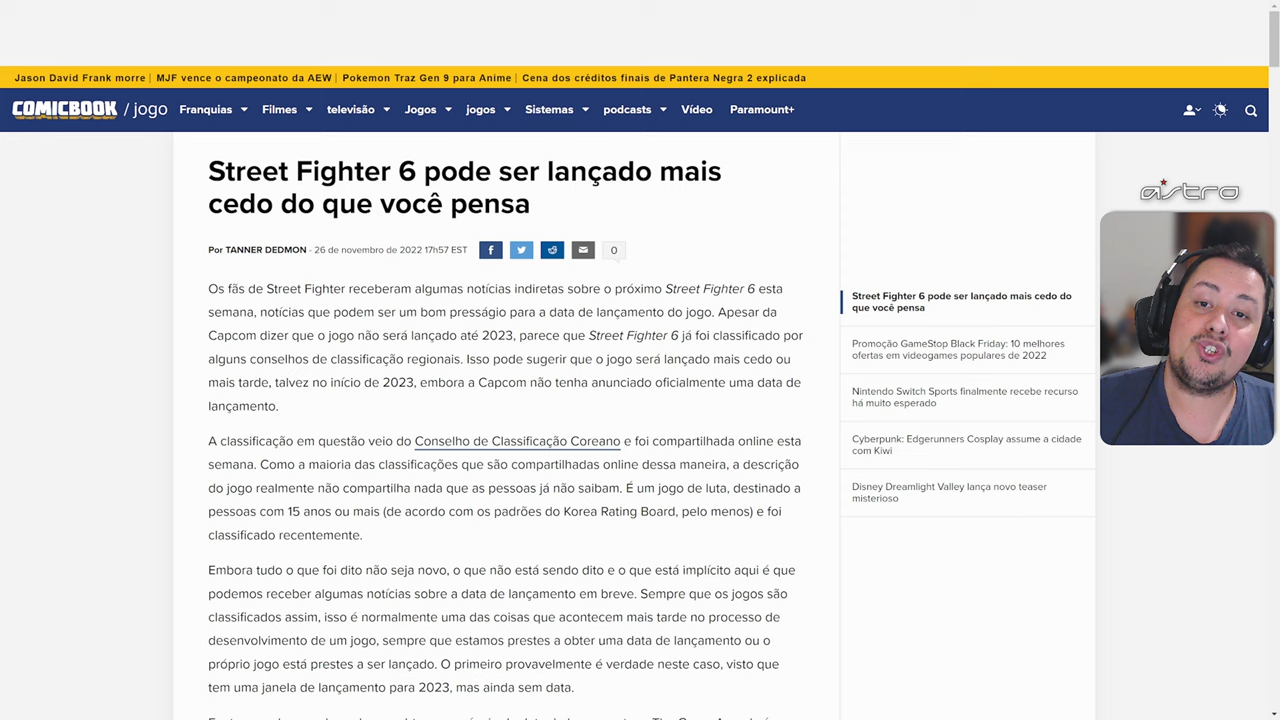 Jason David Frank morre | MJF vence o campeonato da AEW | Pokemon Traz Gen 9 para Anime | Cena dos créditos finais de Pantera Negra 2 explicada
COMICBOOK / jogo Franquias Filmes televisão Jogos jogos Sistemas podcasts Vídeo Paramount+
Street Fighter 6 pode ser lançado mais
cedo do que você pensa
Por TANNER DEDMON - 26 de novembro de 2022 17h57 EST 0
Os fãs de Street Fighter receberam algumas notícias indiretas sobre o próximo Street Fighter 6 esta
semana, notícias que podem ser um bom presságio para a data de lançamento do jogo. Apesar da
Capcom dizer que o jogo não será lançado até 2023, parece que Street Fighter 6 já foi classificado por
alguns conselhos de classificação regionais. Isso pode sugerir que o jogo será lançado mais cedo ou
mais tarde, talvez no início de 2023, embora a Capcom não tenha anunciado oficialmente uma data de
lançamento.
A classificação em questão veio do Conselho de Classificação Coreano e foi compartilhada online esta
semana. Como a maioria das classificações que são compartilhadas online dessa maneira, a descrição
do jogo realmente não compartilha nada que as pessoas já não saibam. É um jogo de luta, destinado a
pessoas com 15 anos ou mais (de acordo com os padrões do Korea Rating Board, pelo menos) e foi
classificado recentemente.
Embora tudo o que foi dito não seja novo, o que não está sendo dito e o que está implícito aqui é que
podemos receber algumas notícias sobre a data de lançamento em breve. Sempre que os jogos são
classificados assim, isso é normalmente uma das coisas que acontecem mais tarde no processo de
desenvolvimento de um jogo, sempre que estamos prestes a obter uma data de lançamento ou o
próprio jogo está prestes a ser lançado. O primeiro provavelmente é verdade neste caso, visto que
tem uma janela de lançamento para 2023, mas ainda sem data.
Street Fighter 6 pode ser lançado mais cedo do
que você pensa
Promoção GameStop Black Friday: 10 melhores
ofertas em videogames populares de 2022
Nintendo Switch Sports finalmente recebe recurso
há muito esperado
Cyberpunk: Edgerunners Cosplay assume a cidade
com Kiwi
Disney Dreamlight Valley lança novo teaser
misterioso
astro